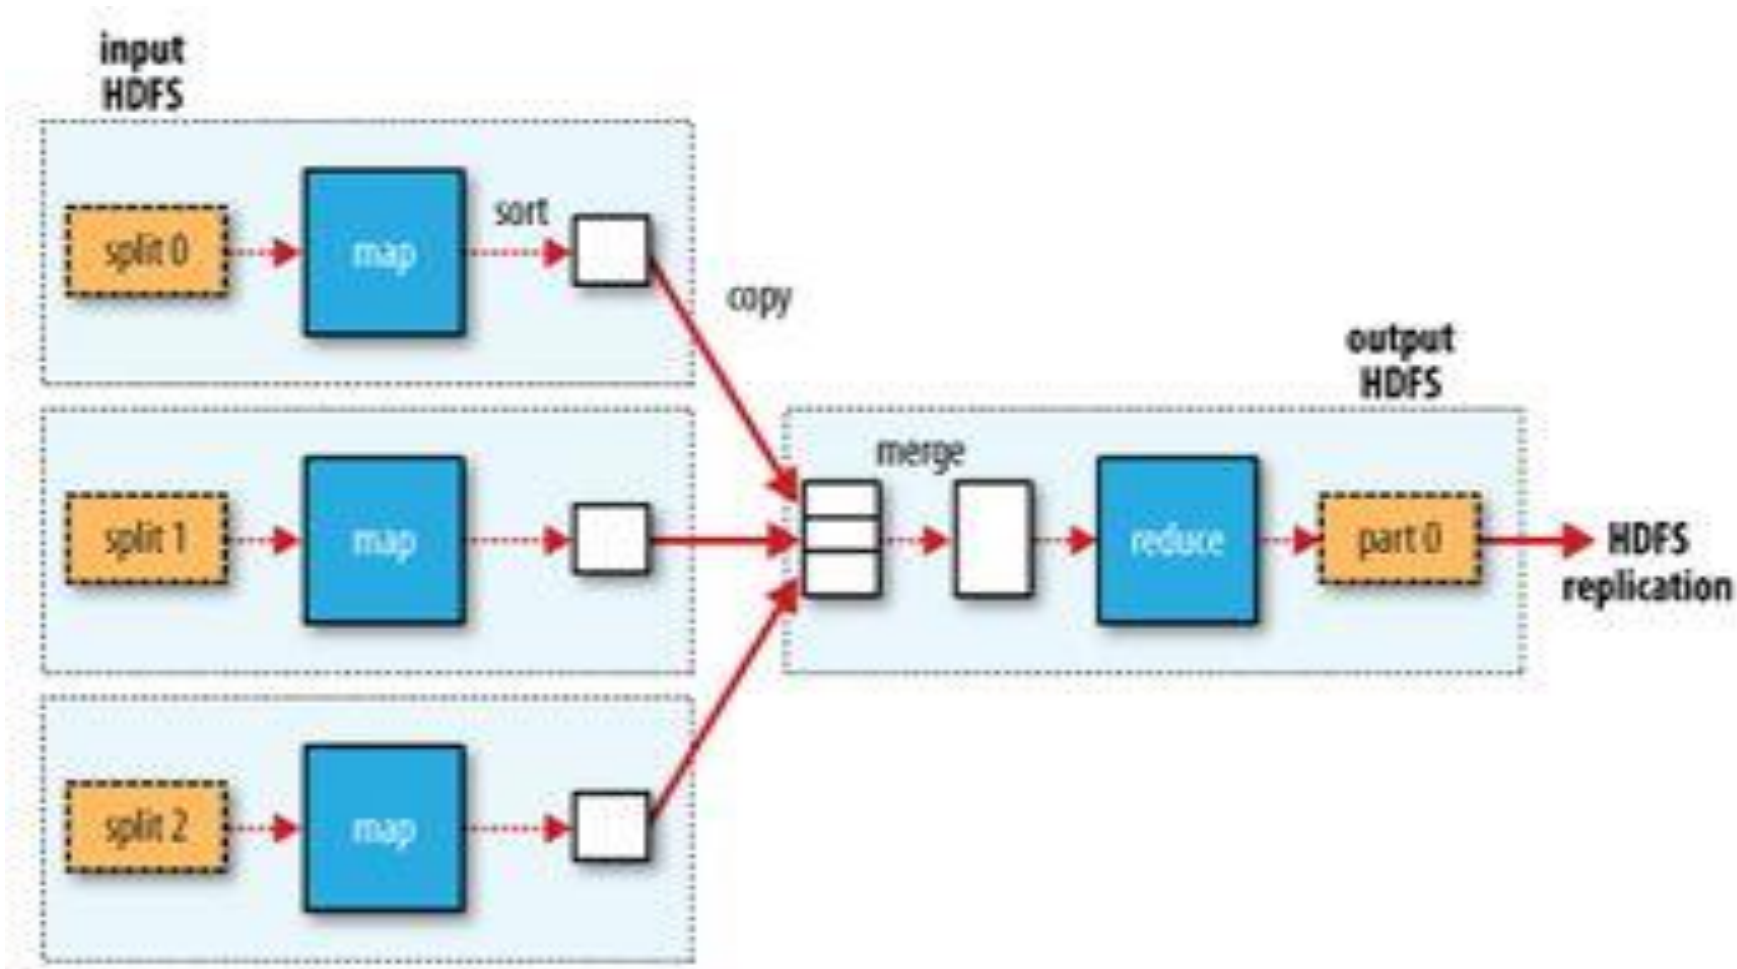 input
HDFS
split 0
map
sort
copy
split 1
map
split 2
map
output
HDFS
merge
reduce
part 0
HDFS
replication